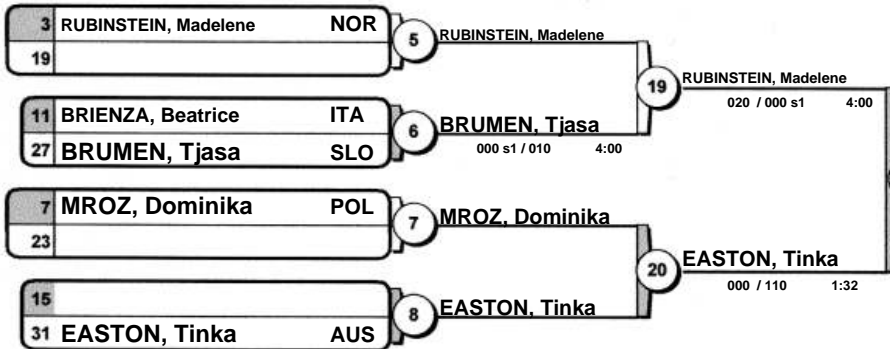 3 RUBINSTEIN, Madelene NOR
19
5
RUBINSTEIN, Madelene
11 BRIENZA, Beatrice ITA
27 BRUMEN, Tjasa SLO
6
BRUMEN, Tjasa
000 s1 / 010 4:00
19
RUBINSTEIN, Madelene
020 / 000 s1 4:00
7 MROZ, Dominika POL
23
7
MROZ, Dominika
15
31 EASTON, Tinka AUS
8
EASTON, Tinka
20
EASTON, Tinka
000 / 110 1:32